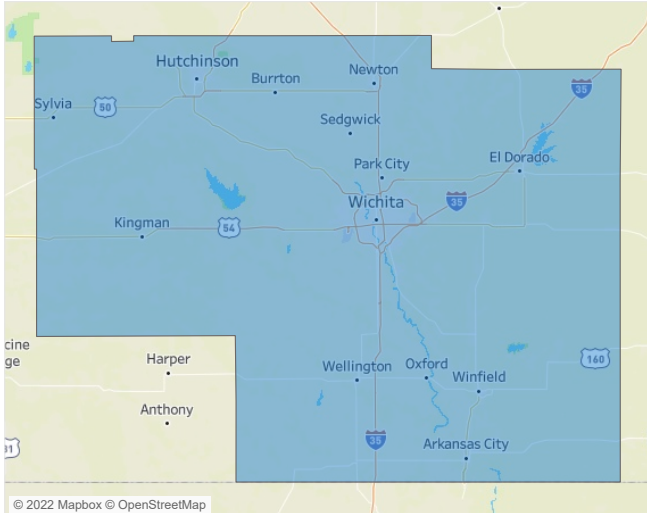 Hutchinson
Newton
Burrton
35
Sylvia
50
Sedgwick
Park City
El Dorado
Wichita
35
Kingman
54
cine
ge
Harper
160
Wellington
Oxford
Winfield
Anthony
35
Arkansas City
31
© 2022 Mapbox © OpenStreetMap